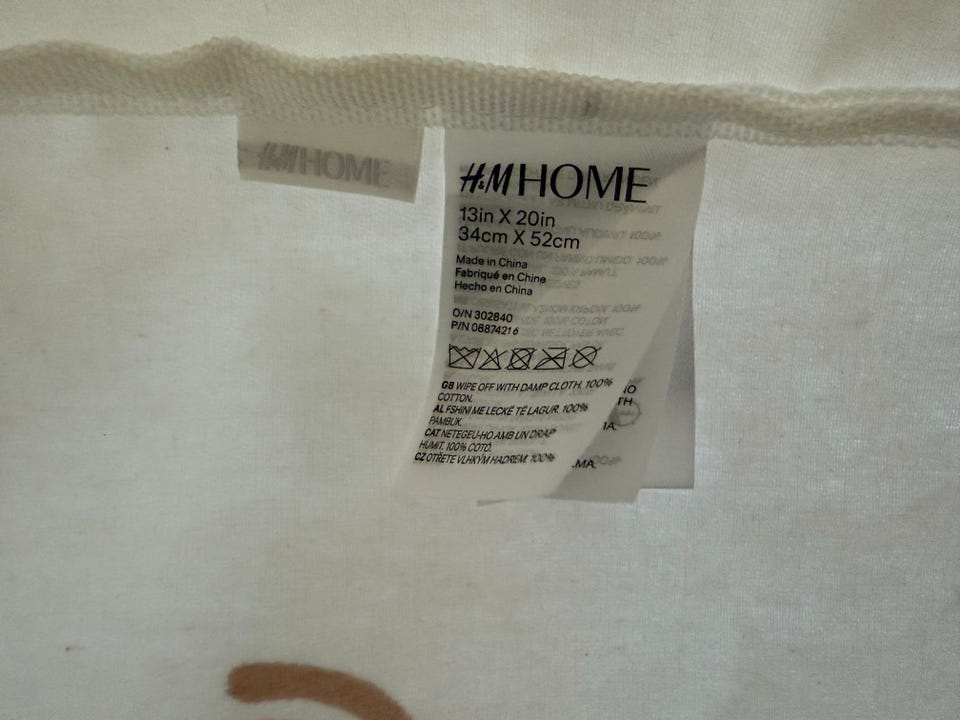 H&M HOME
H&M HOME
13in X 20in
34cm X 52cm
Made in China
Fabriqué en Chine
Hecho en China
O/N 302840
P/N 08874216
GB WIPE OFF WITH DAMP CLOTH. 100%
COTTON.
AL FSHINI ME LECKË TË LAGUR. 100%
PAMBUK.
CAT NETEGEU-HO AMB UN DRAP
HUMIT. 100% COTÓ.
CZ OTŘETE VLHKÝM HADREM. 100%